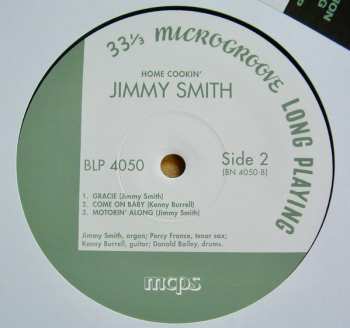 33⅓ MICROGROOVE LONG PLAYING
HOME COOKIN'
JIMMY SMITH
BLP 4050
Side 2
(BN 4050-B)
1. GRACIE (Jimmy Smith)
2. COME ON BABY (Kenny Burrell)
3. MOTORIN' ALONG (Jimmy Smith)
Jimmy Smith, organ; Percy France, tenor sax;
Kenny Burrell, guitar; Donald Bailey, drums.
mcps